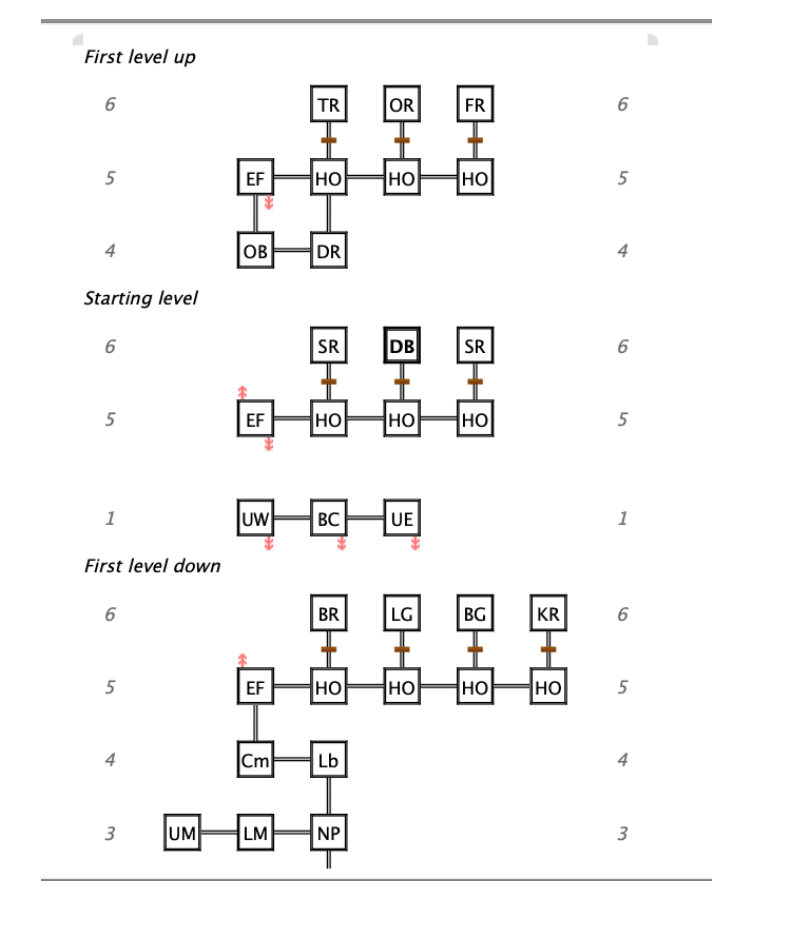 First level up
6 TR OR FR 6
5 EF HO HO HO 5
4 OB DR 4
Starting level
6 SR DB SR 6
5 EF HO HO HO 5
1 UW BC UE 1
First level down
6 BR LG BG KR 6
5 EF HO HO HO HO 5
4 Cm Lb 4
3 UM LM NP 3